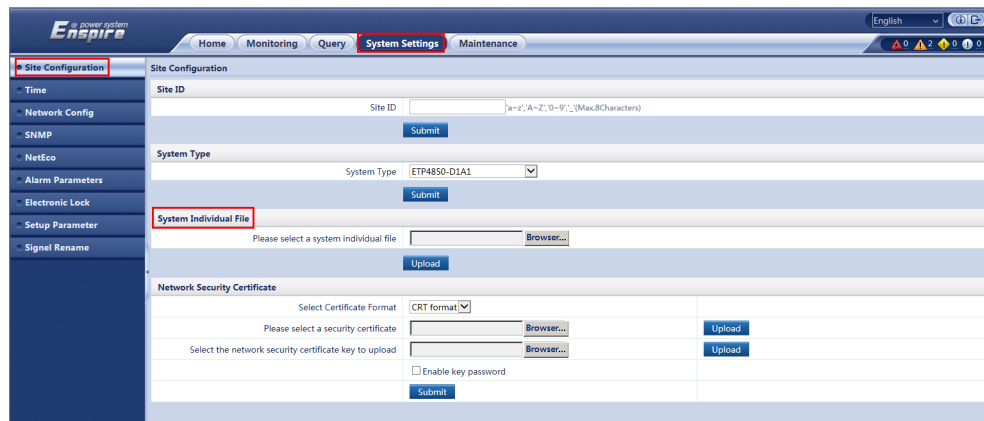 Enspire e power system
English
Home Monitoring Query System Settings Maintenance
0 2 0 0
Site Configuration
Time
Network Config
SNMP
NetEco
Alarm Parameters
Electronic Lock
Setup Parameter
Signel Rename
Site Configuration
Site ID
Site ID 'a~z','A~Z','0~9','_'(Max.8Characters)
Submit
System Type
System Type ETP4850-D1A1
Submit
System Individual File
Please select a system individual file Browser...
Upload
Network Security Certificate
Select Certificate Format CRT format
Please select a security certificate Browser... Upload
Select the network security certificate key to upload Browser... Upload
Enable key password
Submit